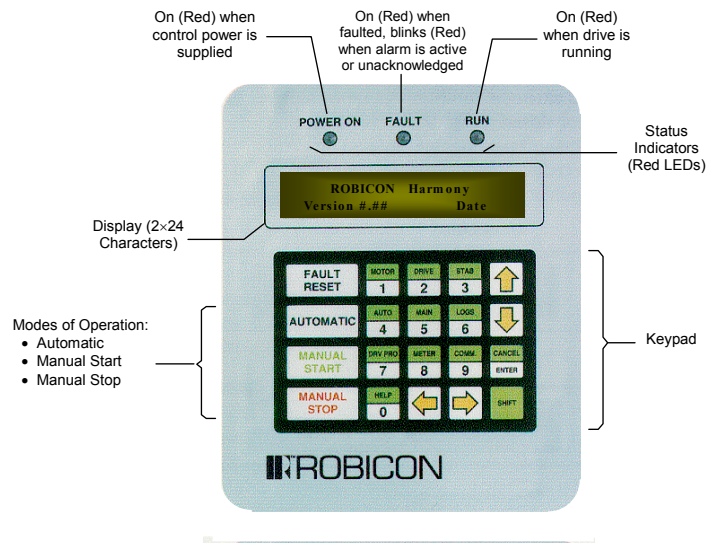 On (Red) when
control power is
supplied
On (Red) when
faulted, blinks (Red)
when alarm is active
or unacknowledged
On (Red)
when drive is
running
POWER ON FAULT RUN
Status
Indicators
(Red LEDs)
ROBICON Harmony
Version #.## Date
Display (2×24
Characters)
FAULT
RESET
MOTOR
1
DRIVE
2
STAB
3
AUTOMATIC
AUTO
4
MAIN
5
LOGS
6
MANUAL
START
DRV PRO
7
METER
8
COMM.
9
CANCEL
ENTER
MANUAL
STOP
HELP
0
SHIFT
Modes of Operation:
• Automatic
• Manual Start
• Manual Stop
Keypad
ROBICON